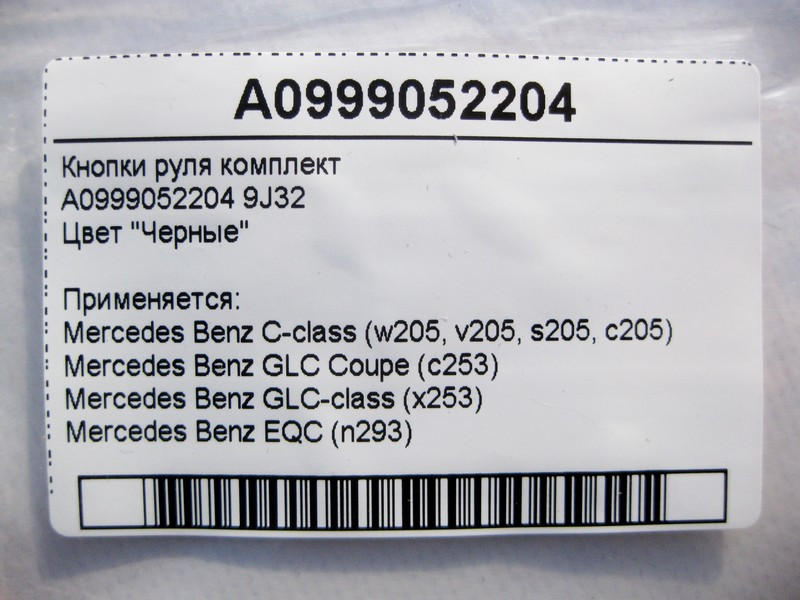 A0999052204
Кнопки руля комплект
A0999052204 9J32
Цвет "Черные"
Применяется:
Mercedes Benz C-class (w205, v205, s205, c205)
Mercedes Benz GLC Coupe (c253)
Mercedes Benz GLC-class (x253)
Mercedes Benz EQC (n293)